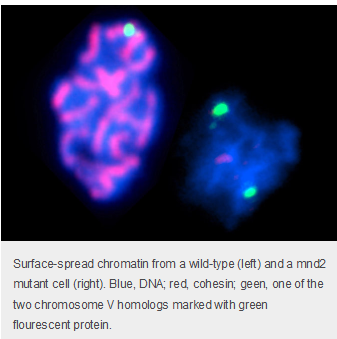 Surface-spread chromatin from a wild-type (left) and a mnd2
mutant cell (right). Blue, DNA; red, cohesin; geen, one of the
two chromosome V homologs marked with green
flourescent protein.